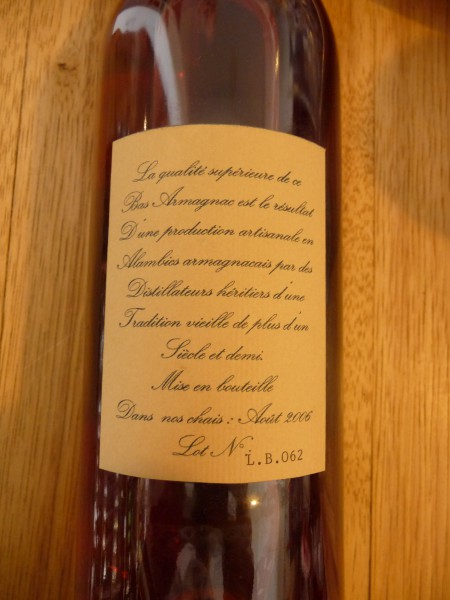 La qualité supérieure de ce
Bas Armagnac est le résultat
D'une production artisanale en
Alambics armagnacais par des
Distillateurs héritiers d'une
Tradition vieille de plus d'un
Siècle et demi.
Mise en bouteille
Dans nos chais : Août 2006
Lot N° L.B.062